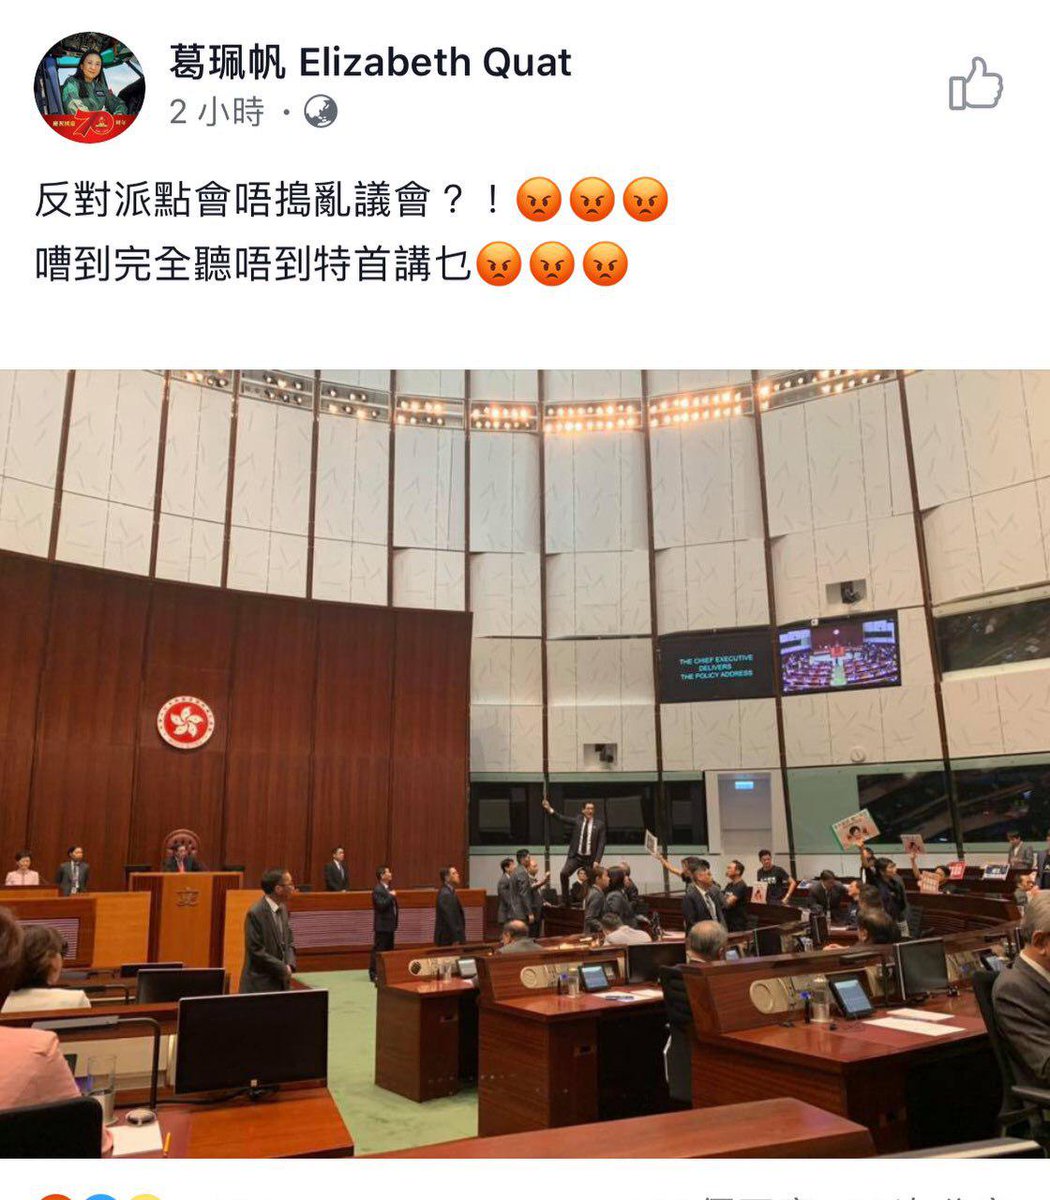 葛珮帆 Elizabeth Quat
2 小時 ·
反對派點會唔搗亂議會？！😡😡😡
嘈到完全聽唔到特首講乜😡😡😡
THE CHIEF EXECUTIVE
DELIVERS
THE POLICY ADDRESS